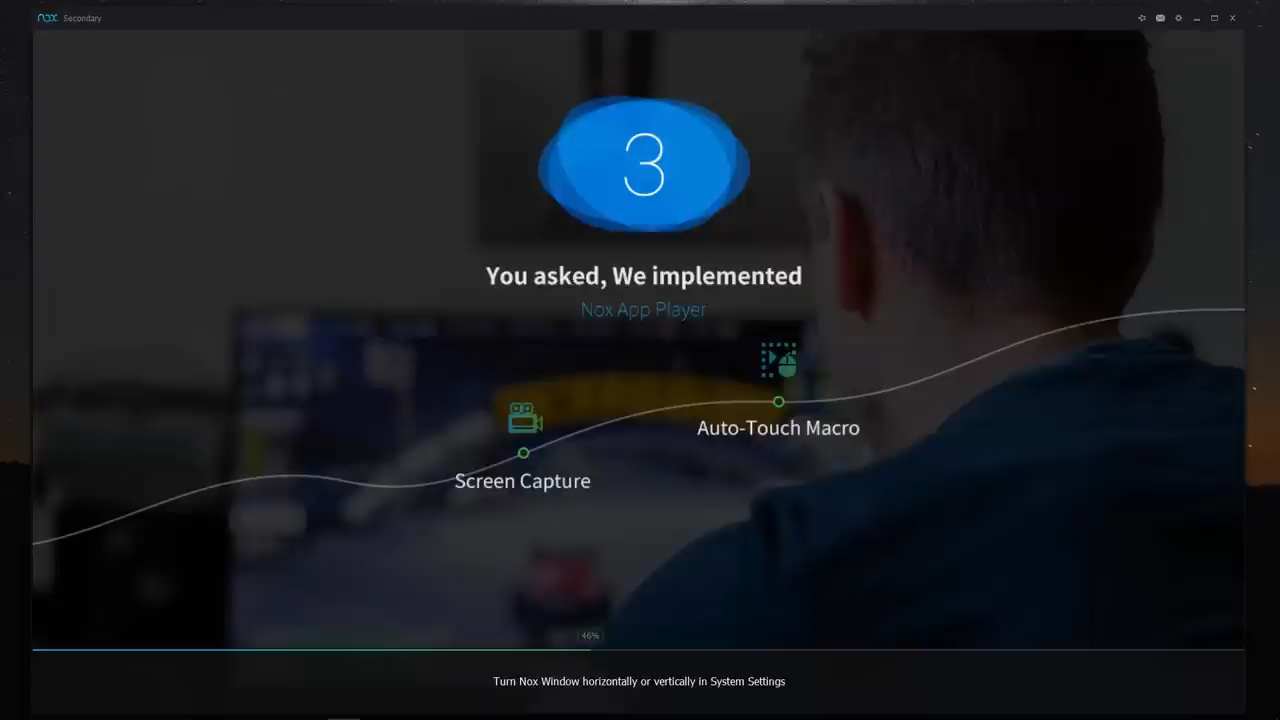 nox Secondary
3
You asked, We implemented
Nox App Player
Auto-Touch Macro
Screen Capture
46%
Turn Nox Window horizontally or vertically in System Settings